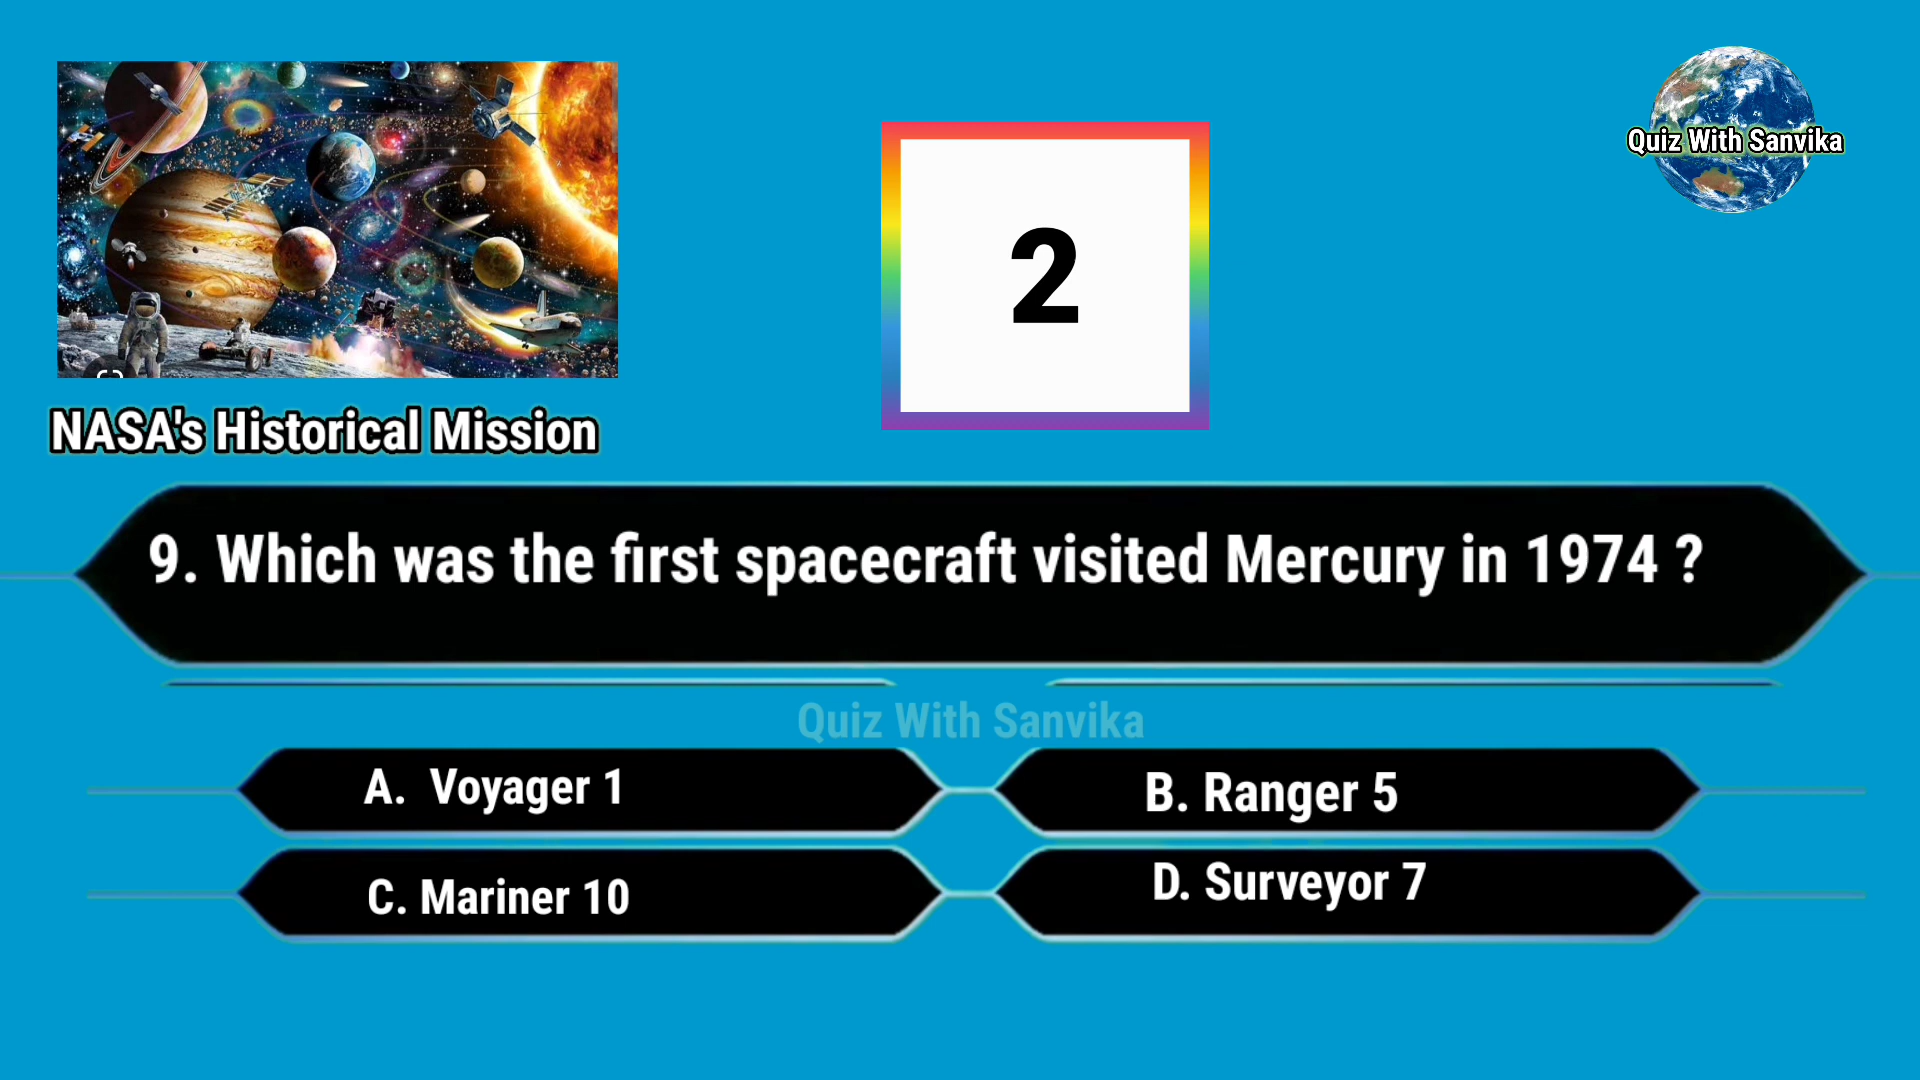 Quiz With Sanvika
2
NASA's Historical Mission
9. Which was the first spacecraft visited Mercury in 1974 ?
Quiz With Sanvika
A. Voyager 1
B. Ranger 5
C. Mariner 10
D. Surveyor 7